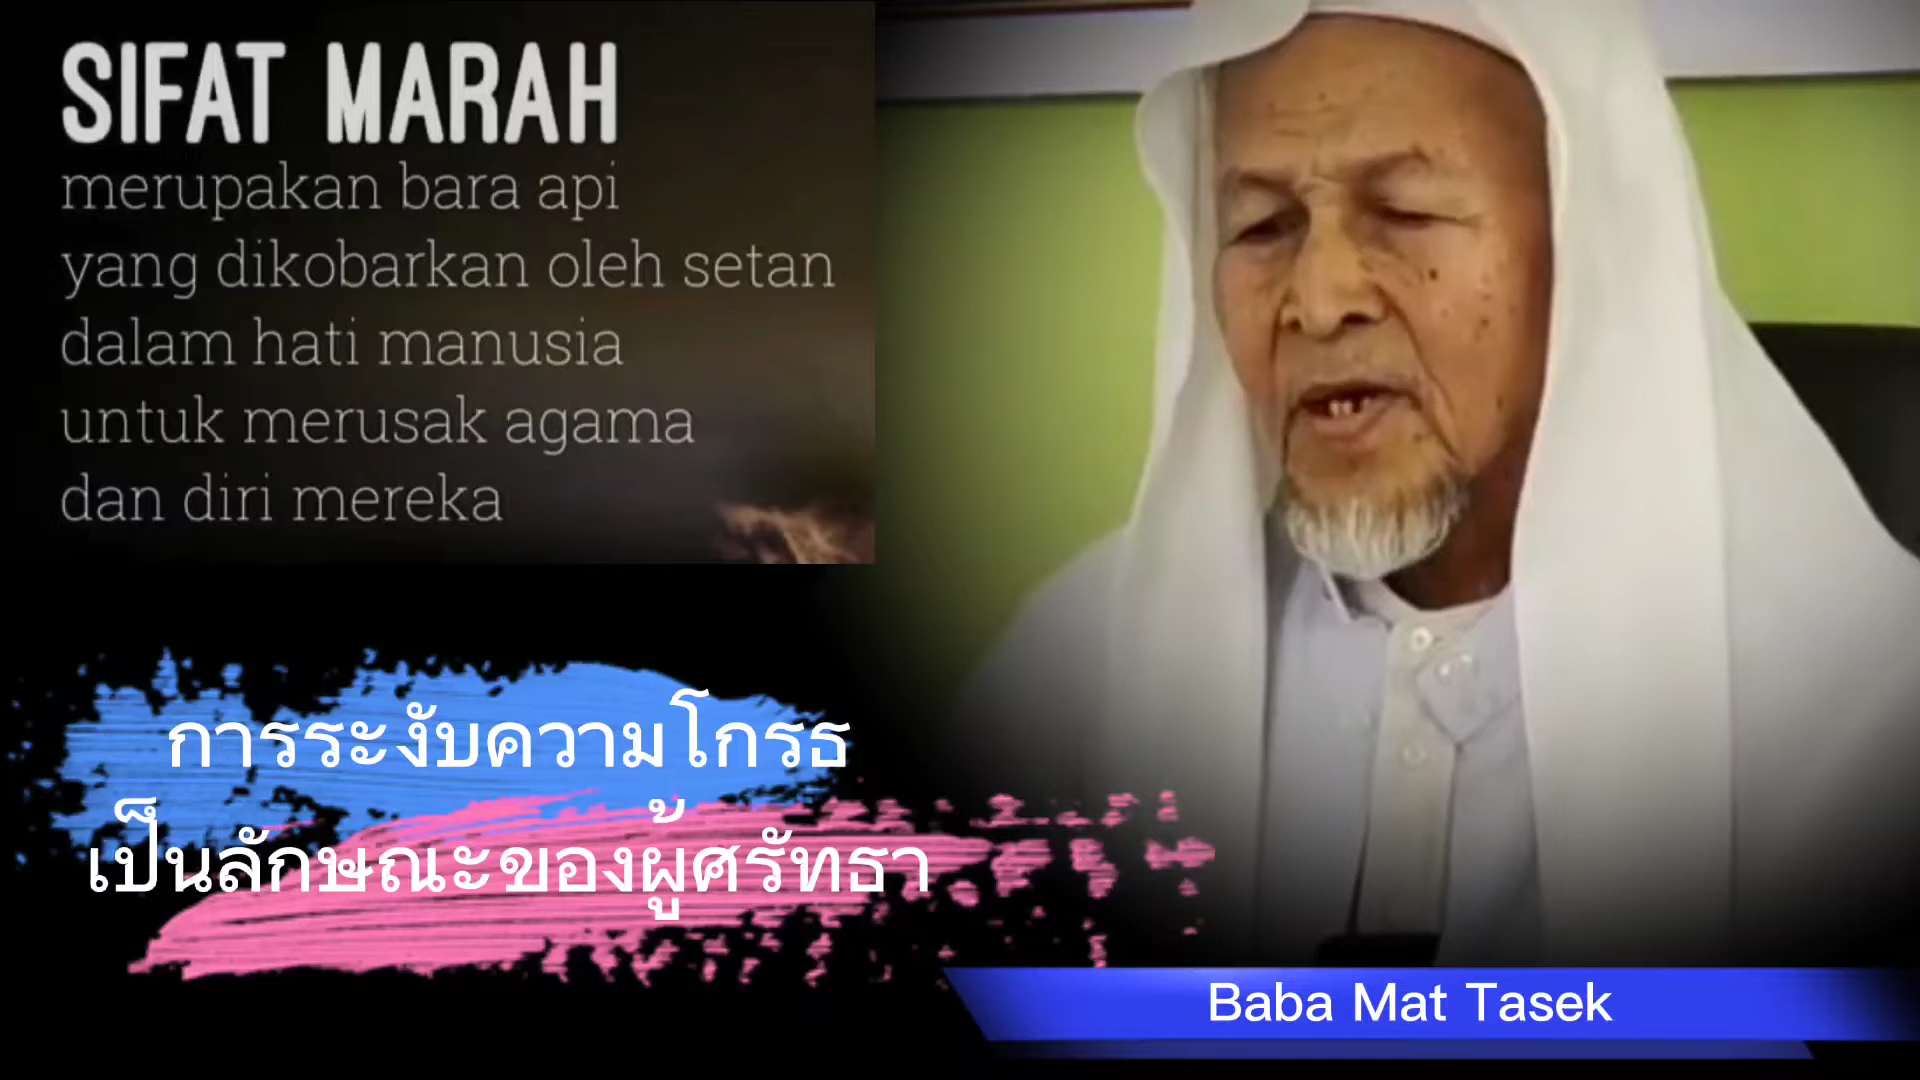 SIFAT MARAH
merupakan bara api
yang dikobarkan oleh setan
dalam hati manusia
untuk merusak agama
dan diri mereka
การระงับความโกรธ
เป็นลักษณะของผู้ศรัทธา
Baba Mat Tasek